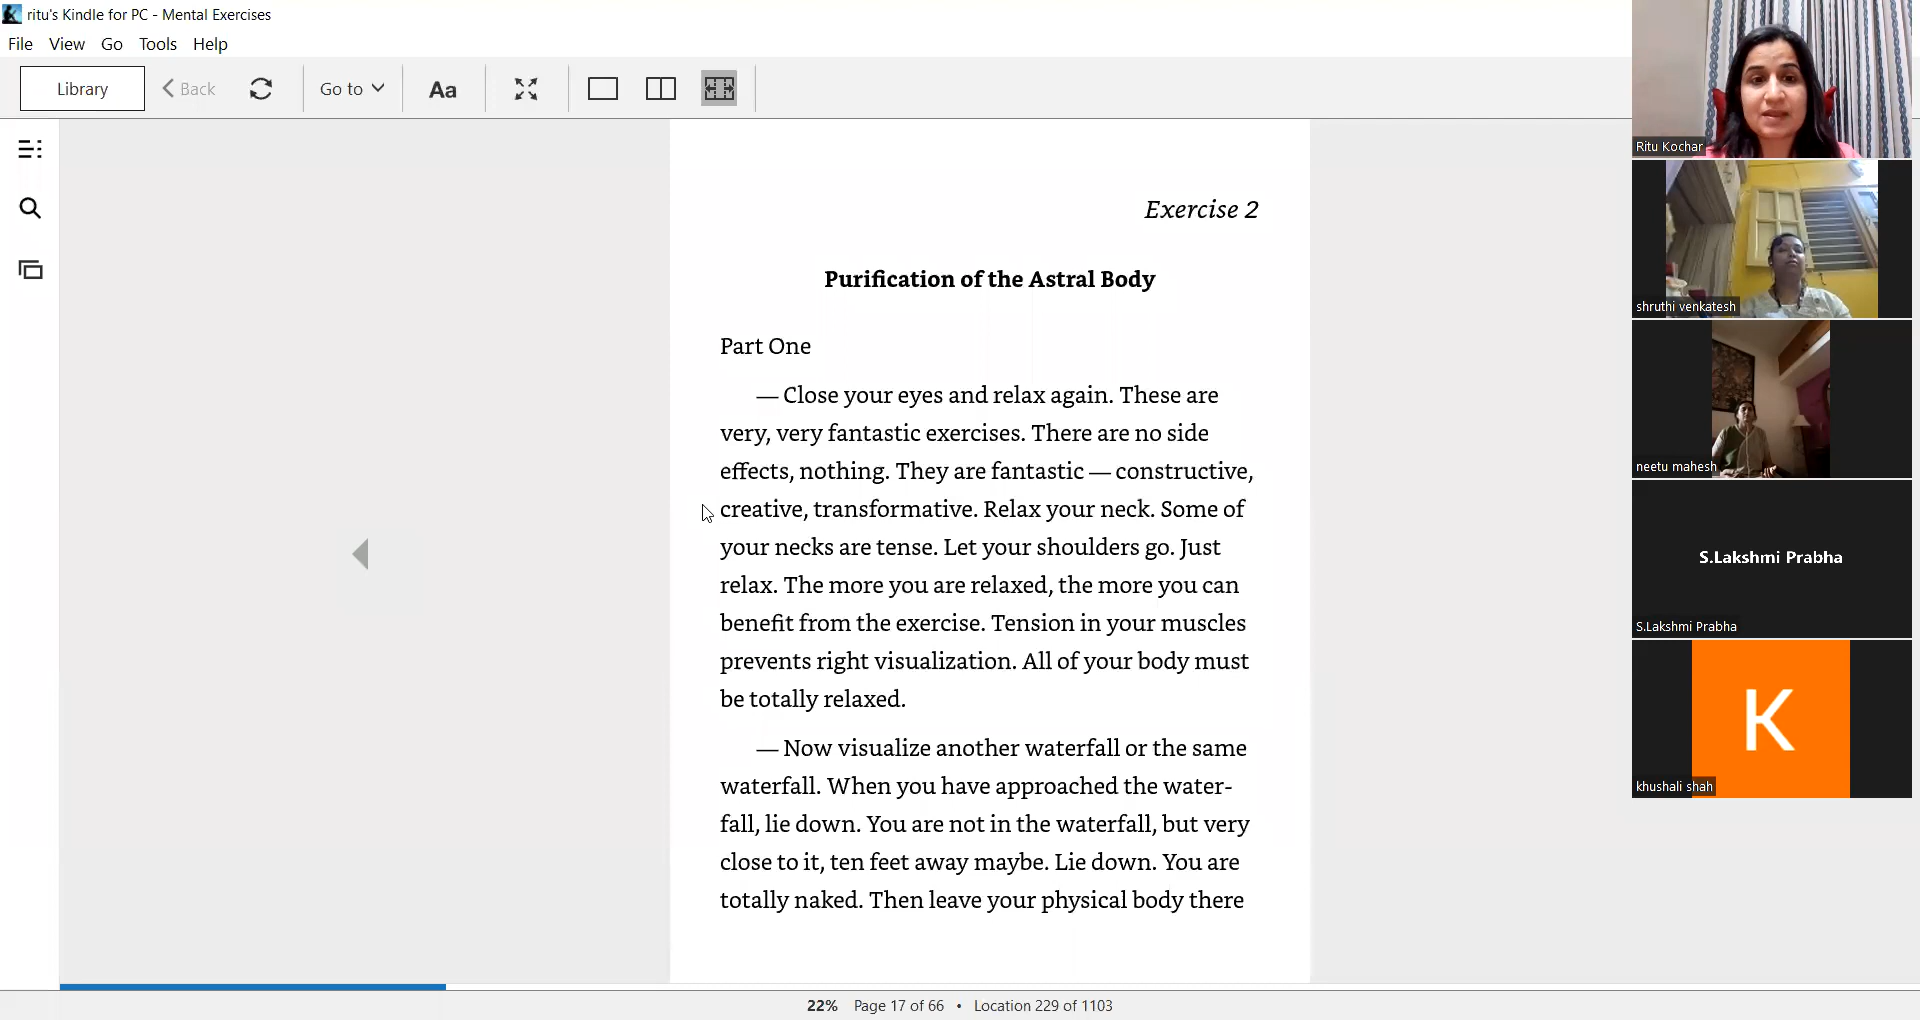 ritu's Kindle for PC - Mental Exercises
File View Go Tools Help
Library Back Go to Aa
Exercise 2
Purification of the Astral Body
Part One
— Close your eyes and relax again. These are
very, very fantastic exercises. There are no side
effects, nothing. They are fantastic — constructive,
creative, transformative. Relax your neck. Some of
your necks are tense. Let your shoulders go. Just
relax. The more you are relaxed, the more you can
benefit from the exercise. Tension in your muscles
prevents right visualization. All of your body must
be totally relaxed.
— Now visualize another waterfall or the same
waterfall. When you have approached the water-
fall, lie down. You are not in the waterfall, but very
close to it, ten feet away maybe. Lie down. You are
totally naked. Then leave your physical body there
22% Page 17 of 66 • Location 229 of 1103
Ritu Kochar
shruthi venkatesh
neetu mahesh
S.Lakshmi Prabha
S.Lakshmi Prabha
K
khushali shah